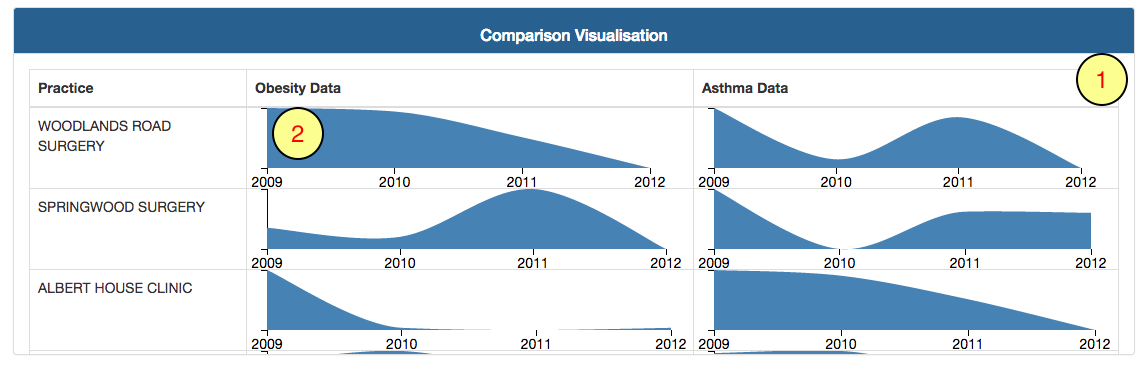 Comparison Visualisation
1
Practice Obesity Data Asthma Data
2
WOODLANDS ROAD
SURGERY
2009 2010 2011 2012 2009 2010 2011 2012
SPRINGWOOD SURGERY
2009 2010 2011 2012 2009 2010 2011 2012
ALBERT HOUSE CLINIC
2009 2010 2011 2012 2009 2010 2011 2012